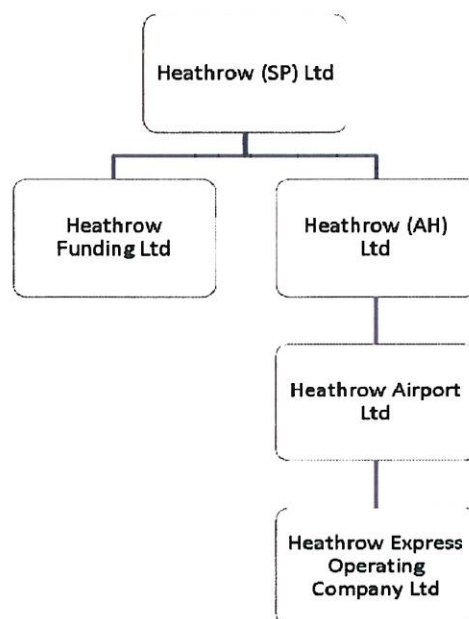 Heathrow (SP) Ltd
Heathrow
Funding Ltd
Heathrow (AH)
Ltd
Heathrow Airport
Ltd
Heathrow Express
Operating
Company Ltd